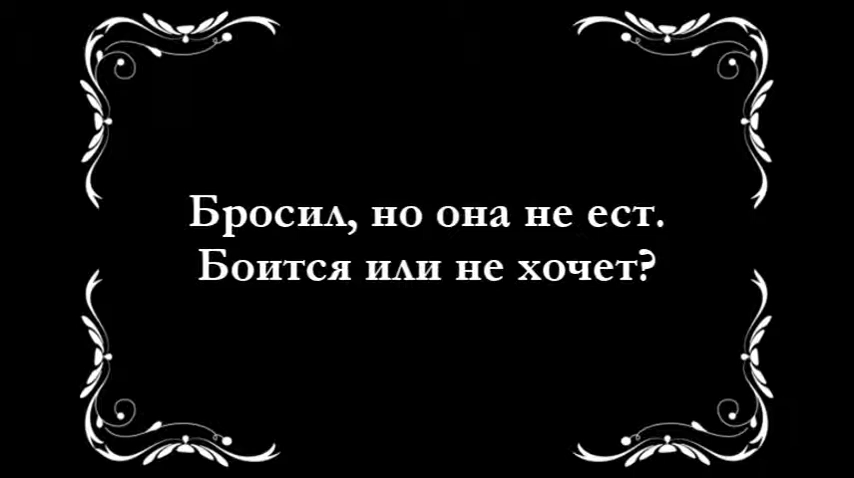 Бросил, но она не ест.
Боится или не хочет?